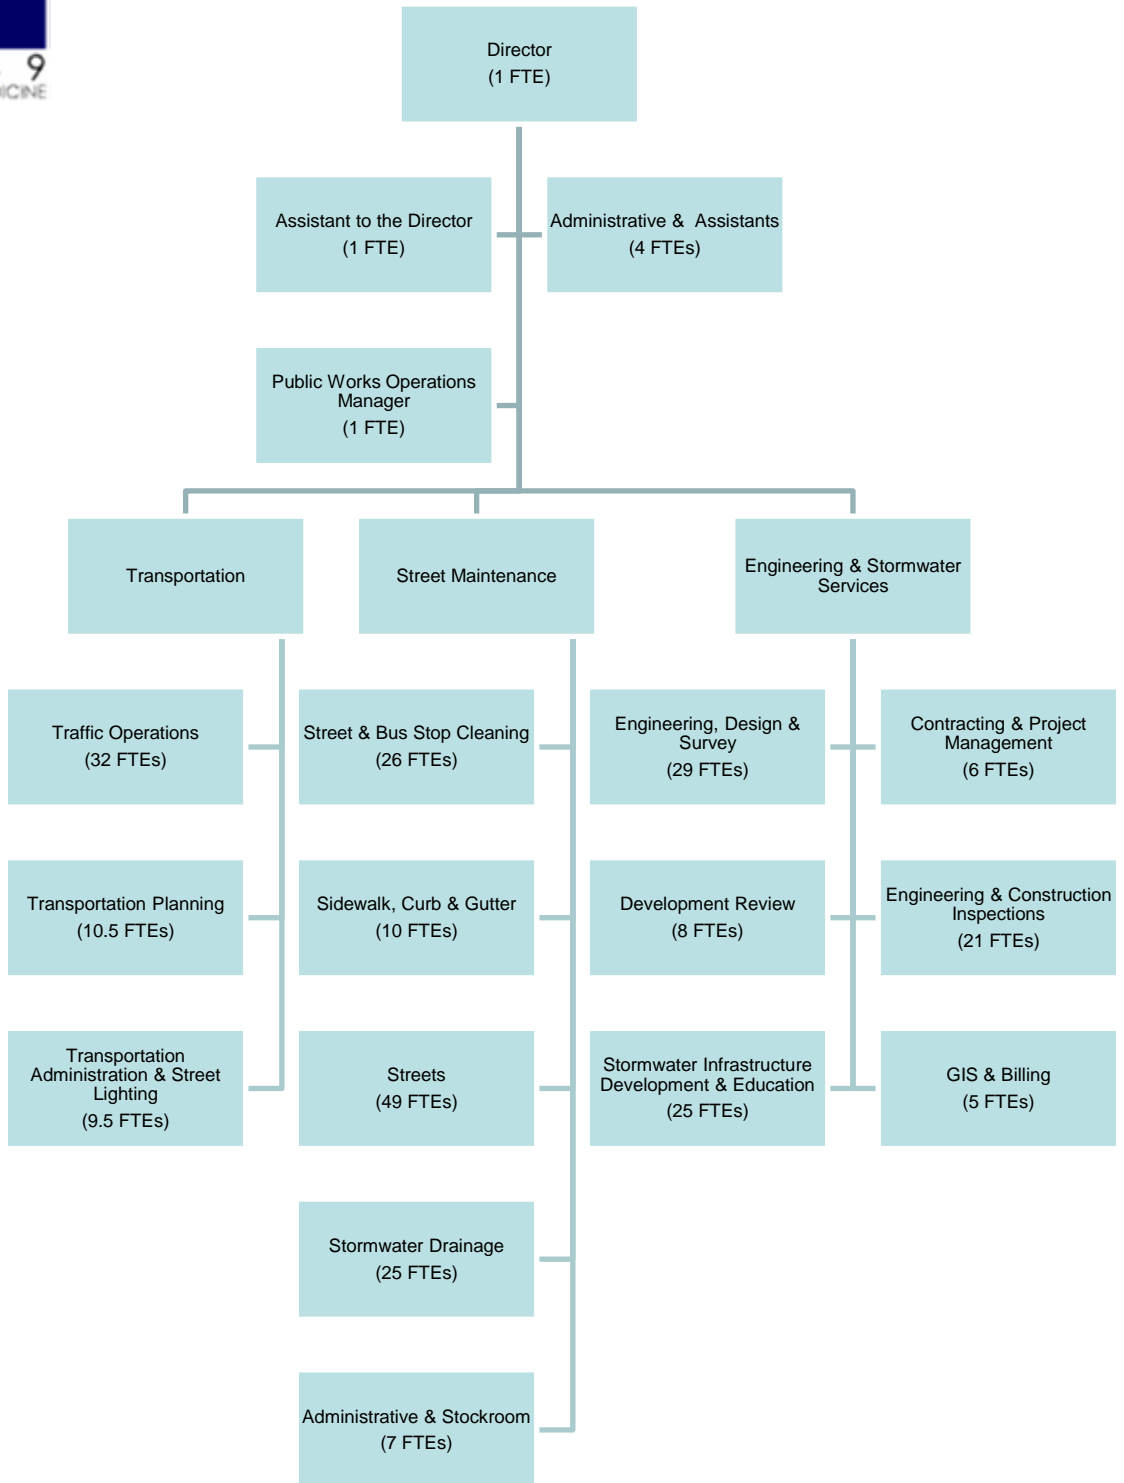 9
ICINE
Director
(1 FTE)
Assistant to the Director
(1 FTE)
Administrative &  Assistants
(4 FTEs)
Public Works Operations
Manager
(1 FTE)
Transportation
Street Maintenance
Engineering & Stormwater
Services
Traffic Operations
(32 FTEs)
Street & Bus Stop Cleaning
(26 FTEs)
Engineering, Design &
Survey
(29 FTEs)
Contracting & Project
Management
(6 FTEs)
Transportation Planning
(10.5 FTEs)
Sidewalk, Curb & Gutter
(10 FTEs)
Development Review
(8 FTEs)
Engineering & Construction
Inspections
(21 FTEs)
Transportation
Administration & Street
Lighting
(9.5 FTEs)
Streets
(49 FTEs)
Stormwater Infrastructure
Development & Education
(25 FTEs)
GIS & Billing
(5 FTEs)
Stormwater Drainage
(25 FTEs)
Administrative & Stockroom
(7 FTEs)